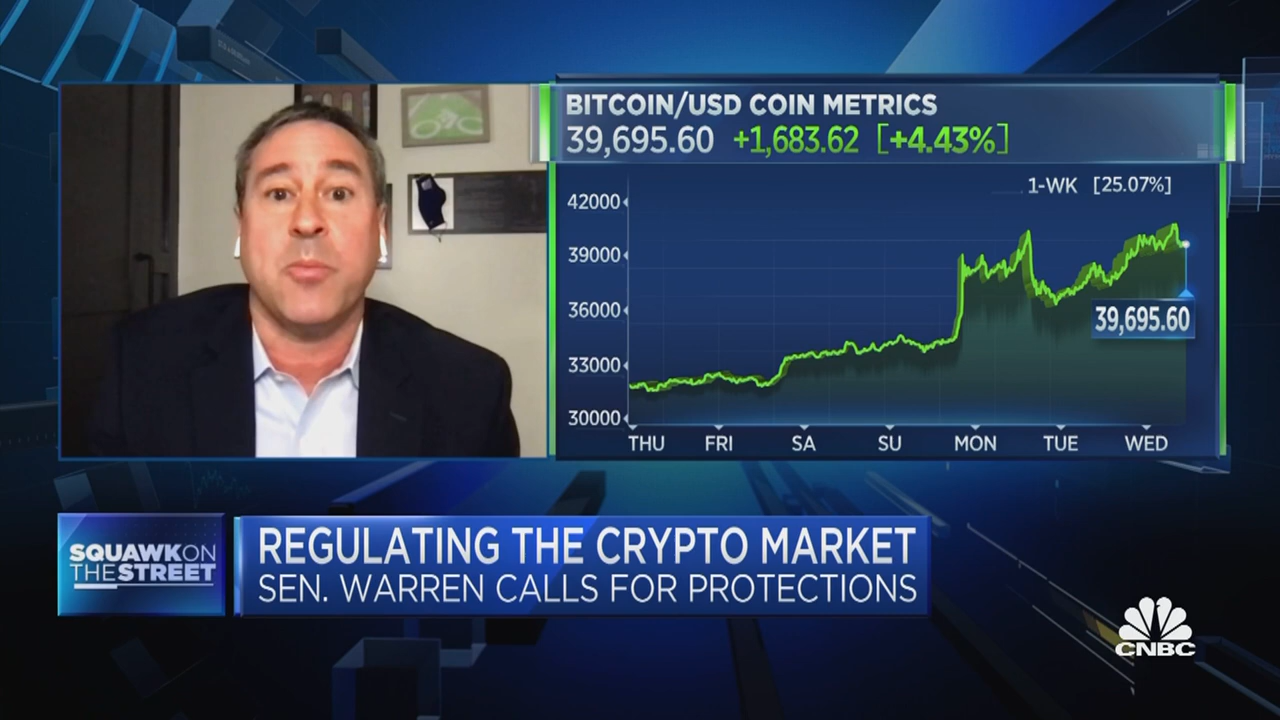 BITCOIN/USD COIN METRICS
39,695.60 +1,683.62 [+4.43%]
1-WK [25.07%]
42000
39000
36000
33000
30000
39,695.60
THU FRI SA SU MON TUE WED
SQUAWK ON
THE STREET
REGULATING THE CRYPTO MARKET
SEN. WARREN CALLS FOR PROTECTIONS
CNBC